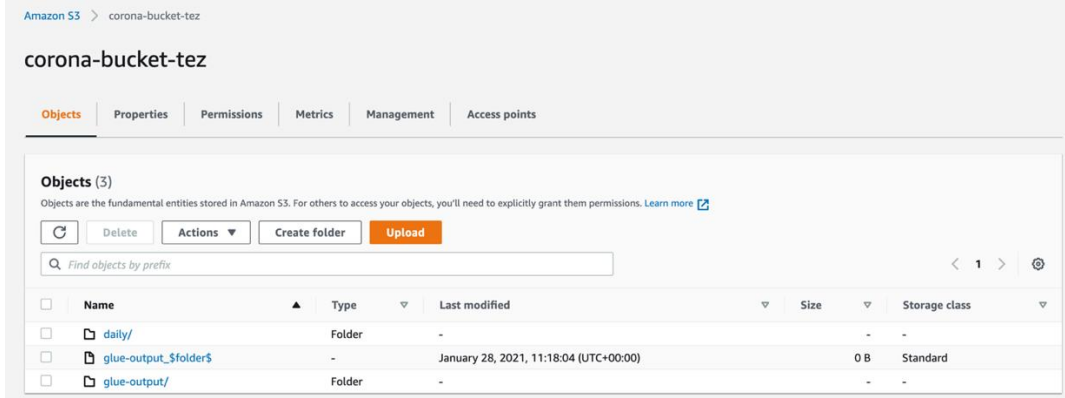 Amazon S3 > corona-bucket-tez
corona-bucket-tez
Objects Properties Permissions Metrics Management Access points
Objects (3)
Objects are the fundamental entities stored in Amazon S3. For others to access your objects, you'll need to explicitly grant them permissions. Learn more
Delete Actions Create folder Upload
Find objects by prefix < 1 >
Name Type Last modified Size Storage class
daily/ Folder - - -
glue-output_$folder$ - January 28, 2021, 11:18:04 (UTC+00:00) 0 B Standard
glue-output/ Folder - - -